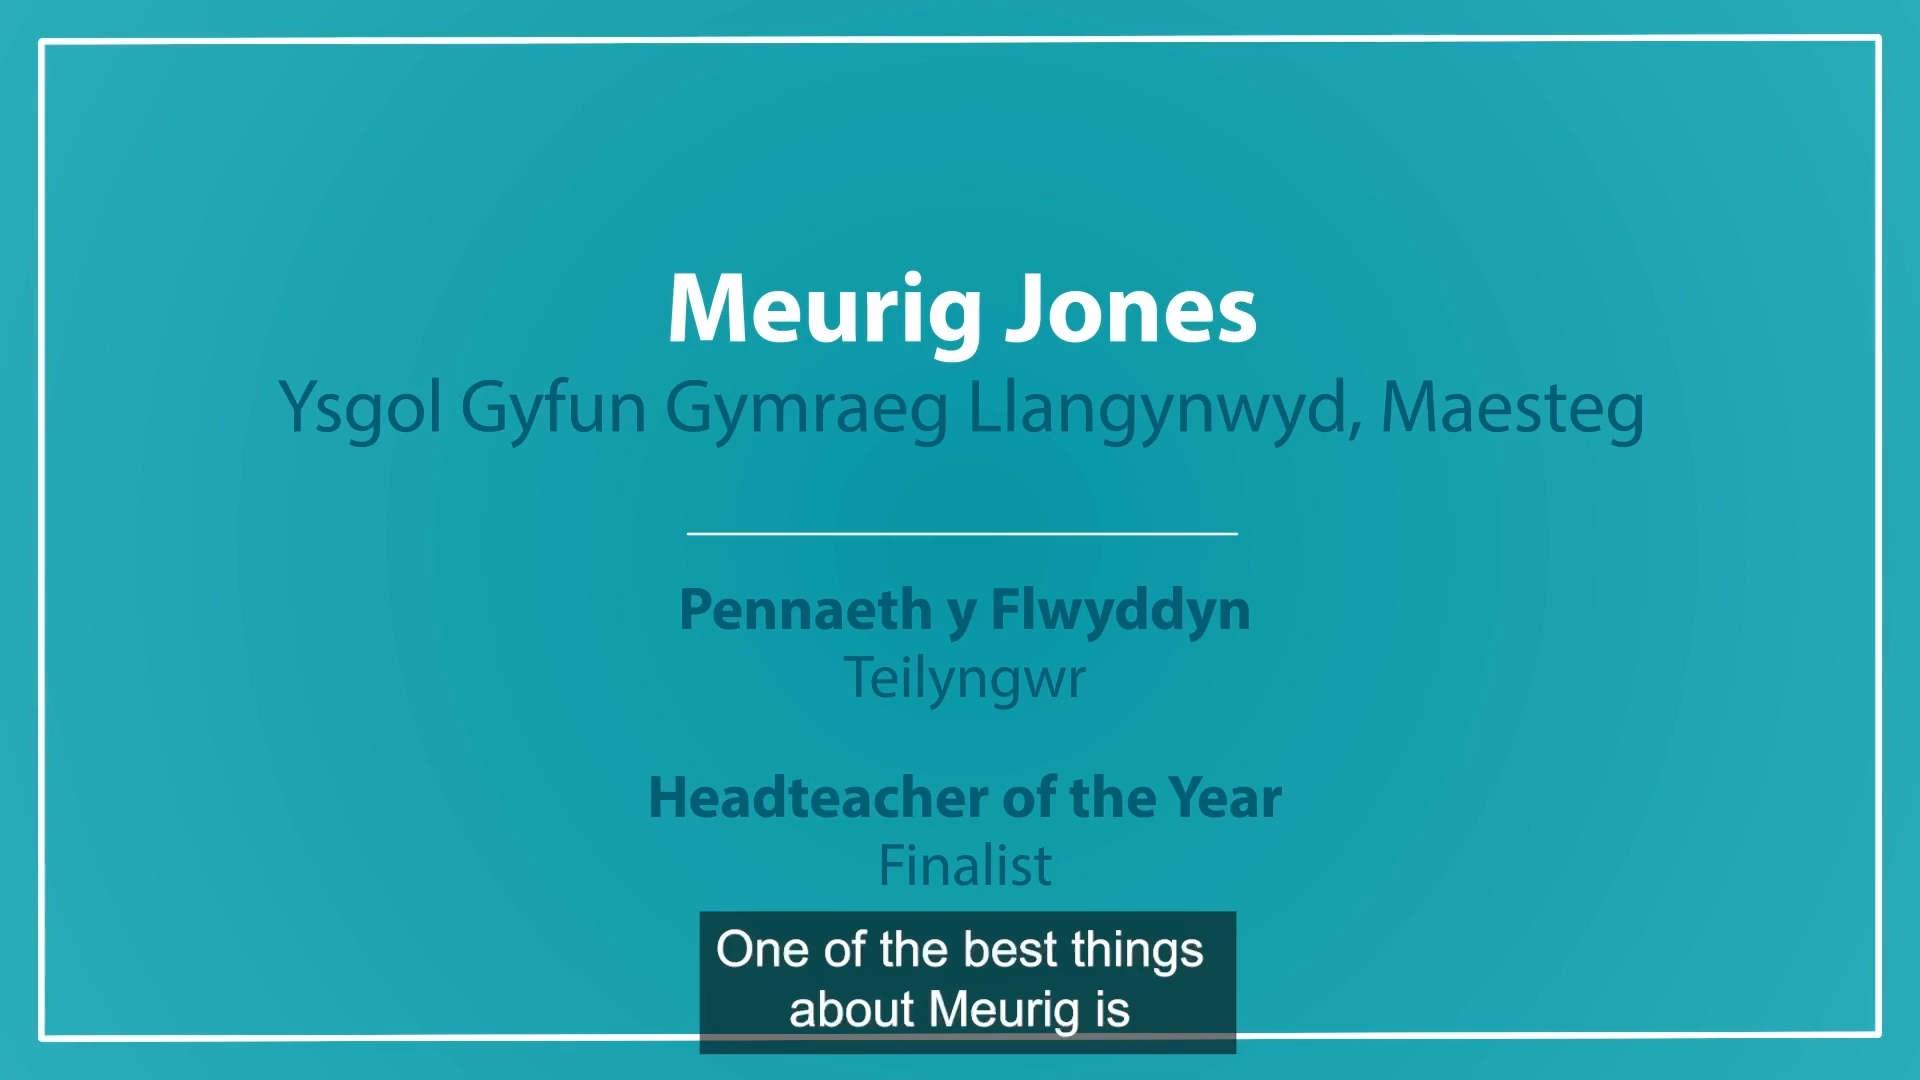 Meurig Jones
Ysgol Gyfun Gymraeg Llangynwyd, Maesteg
Pennaeth y Flwyddyn
Teilyngwr
Headteacher of the Year
Finalist
One of the best things
about Meurig is